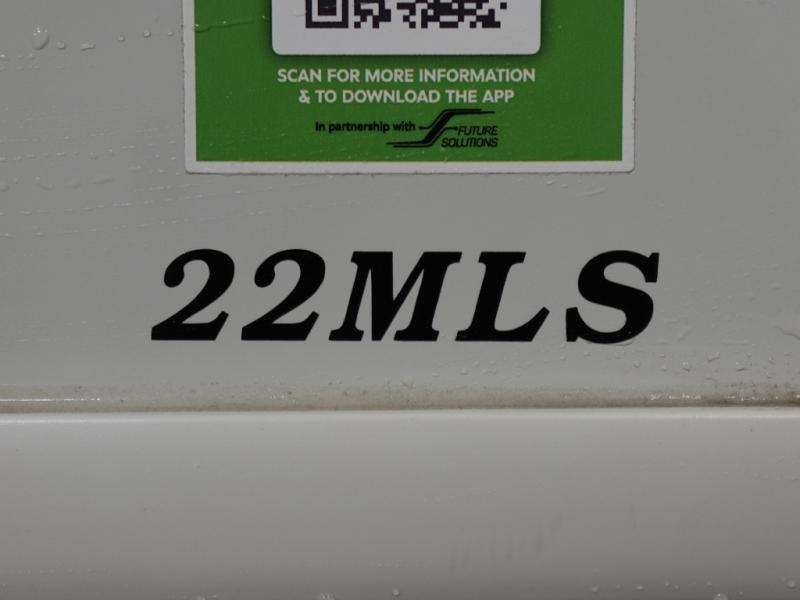 SCAN FOR MORE INFORMATION
& TO DOWNLOAD THE APP
In partnership with FUTURE
SOLUTIONS
22MLS